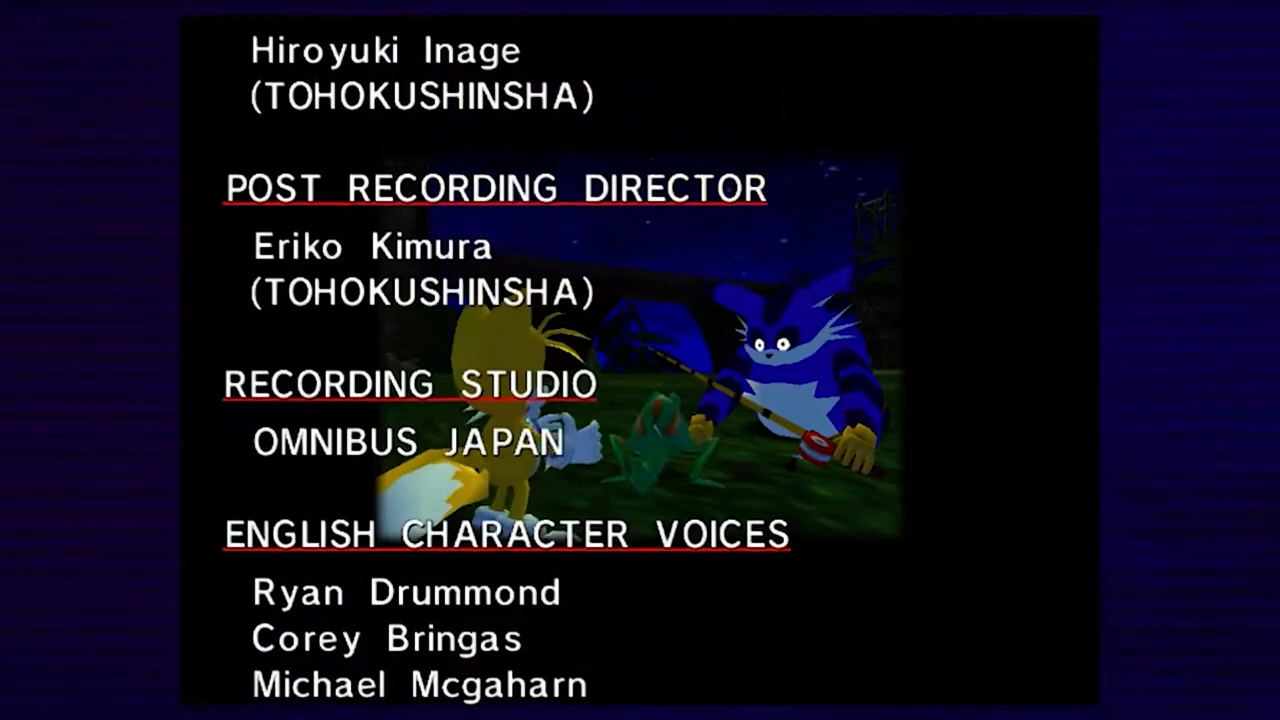 Hiroyuki Inage
(TOHOKUSHINSHA)
POST RECORDING DIRECTOR
Eriko Kimura
(TOHOKUSHINSHA)
RECORDING STUDIO
OMNIBUS JAPAN
ENGLISH CHARACTER VOICES
Ryan Drummond
Corey Bringas
Michael Mcgaharn